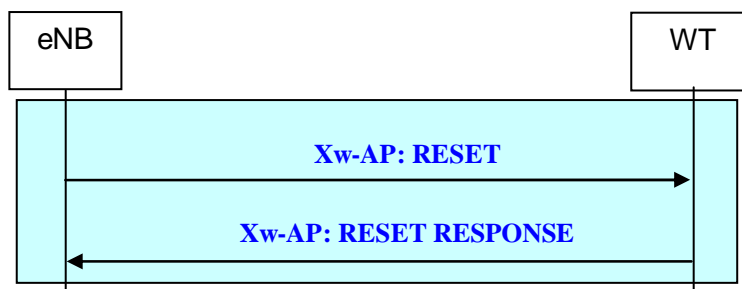 eNB
WT
Xw-AP: RESET
Xw-AP: RESET RESPONSE